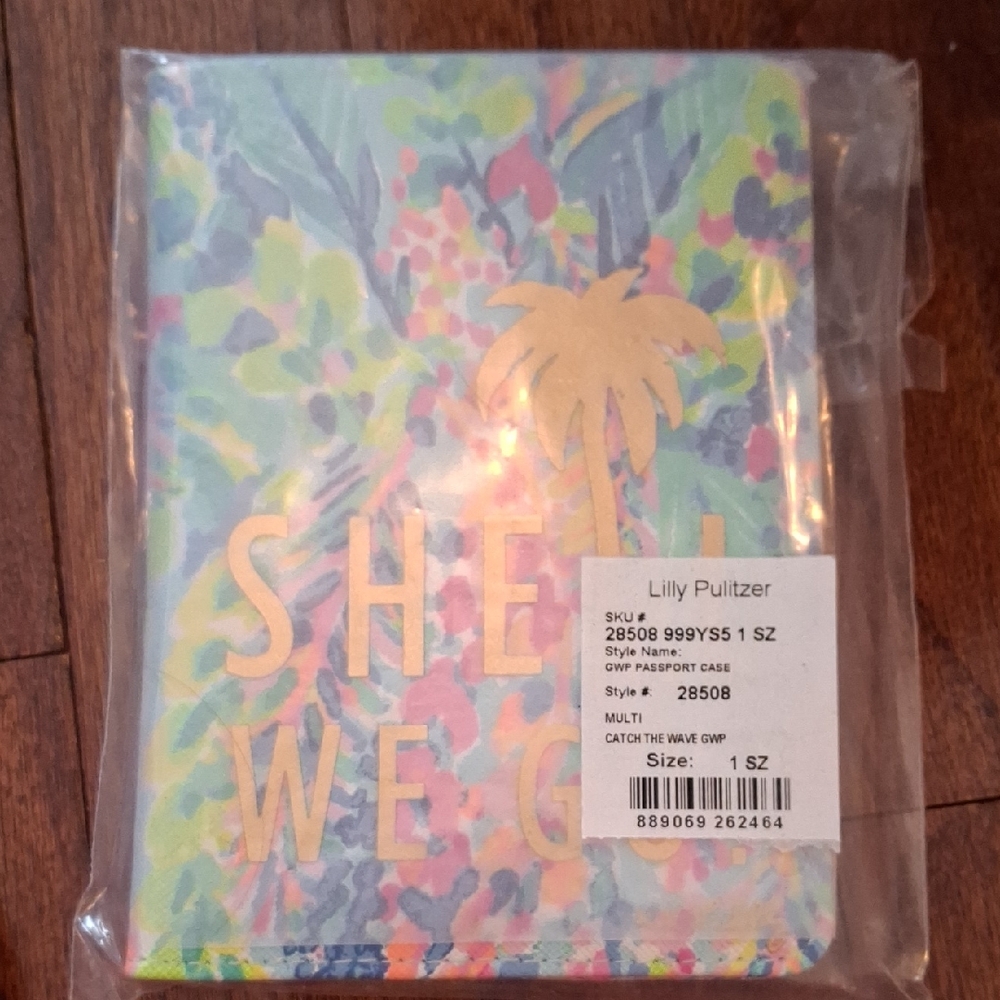 SHE
WE G
Lilly Pulitzer
SKU #
28508 999YS5 1 SZ
Style Name:
GWP PASSPORT CASE
Style #: 28508
MULTI
CATCH THE WAVE GWP
Size: 1 SZ
889069 262464